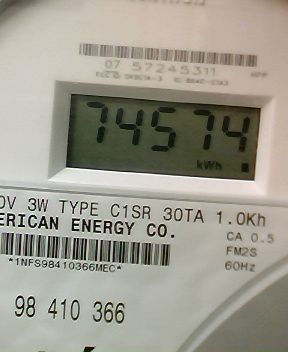 07 57245311
74574
kWh
3W TYPE C1SR 30TA 1.0Kh
ERICAN ENERGY CO.
CA 0.5
FM2S
60Hz
*1NFS98410366MEC*
98 410 366